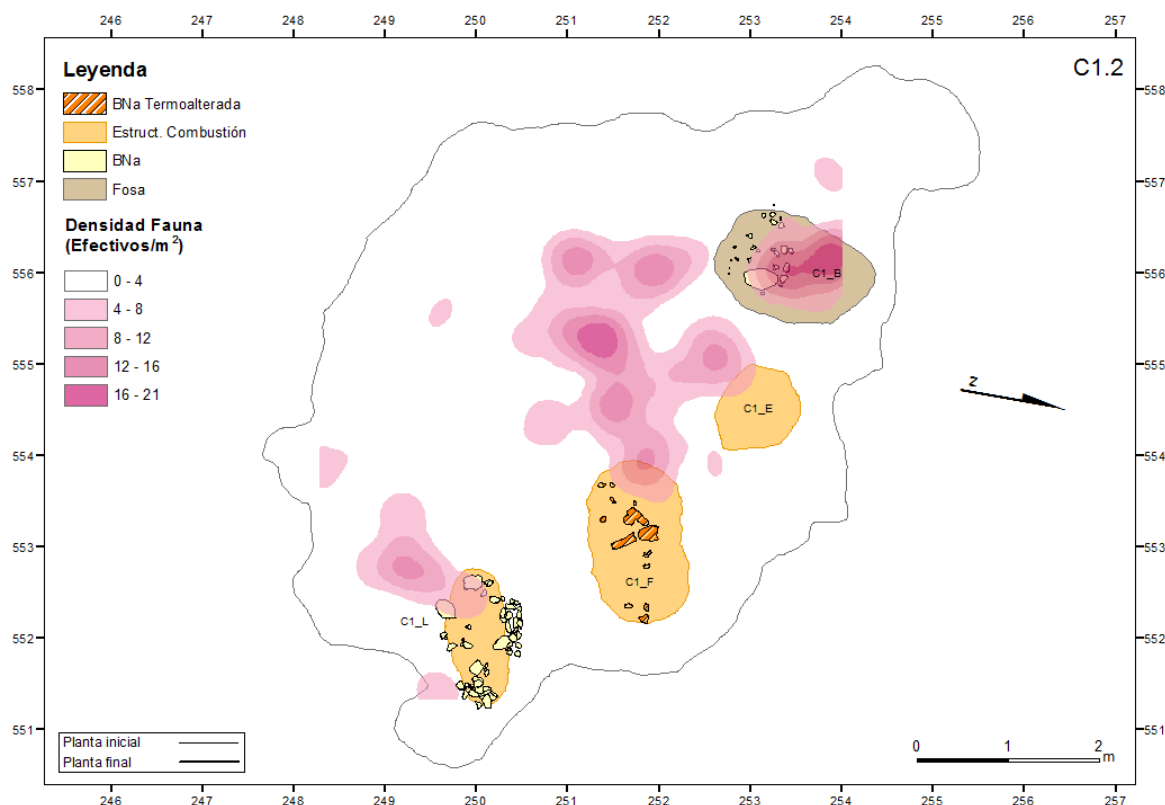 246 247 248 249 250 251 252 253 254 255 256 257
C1.2
Leyenda
BNa Termoalterada
Estruct. Combustión
BNa
Fosa
Densidad Fauna
(Efectivos/m²)
0 - 4
4 - 8
8 - 12
12 - 16
16 - 21
558 558
557 557
556 556
555 555
554 554
553 553
552 552
551 551
C1_B
z
C1_E
C1_F
C1_L
Planta inicial
Planta final
0 1 2
m
246 247 248 249 250 251 252 253 254 255 256 257